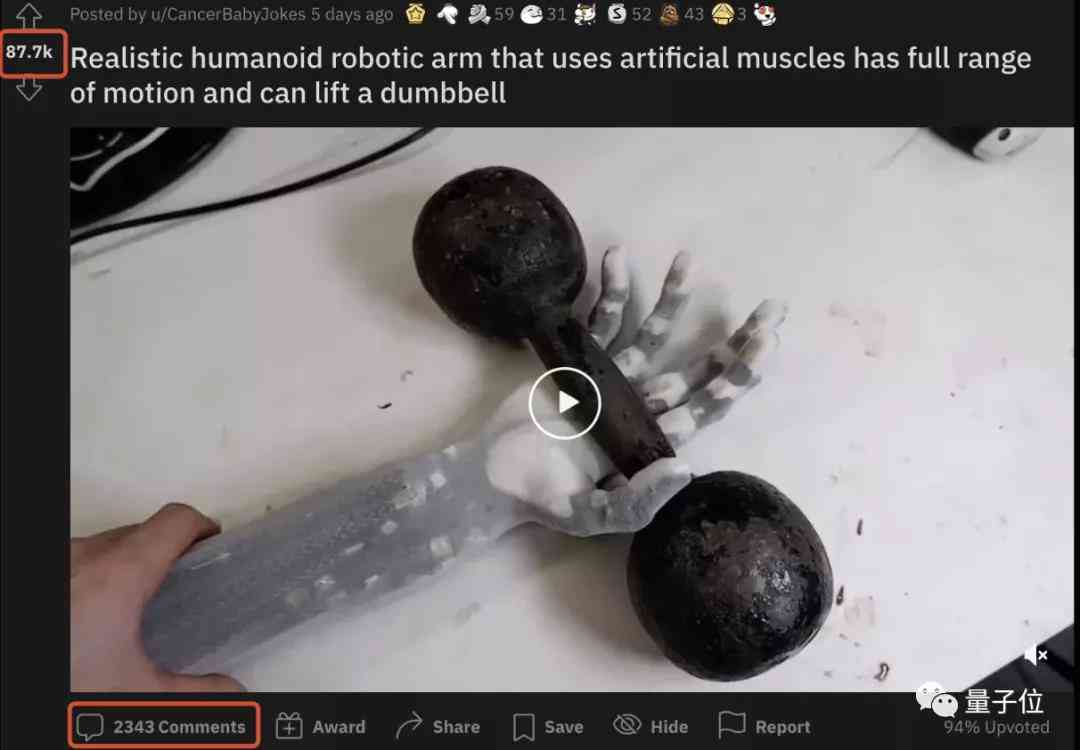 Posted by u/CancerBabyJokes 5 days ago 59 31 52 43 3
87.7k
Realistic humanoid robotic arm that uses artificial muscles has full range
of motion and can lift a dumbbell
量子位
2343 Comments Award Share Save Hide Report 94% Upvoted